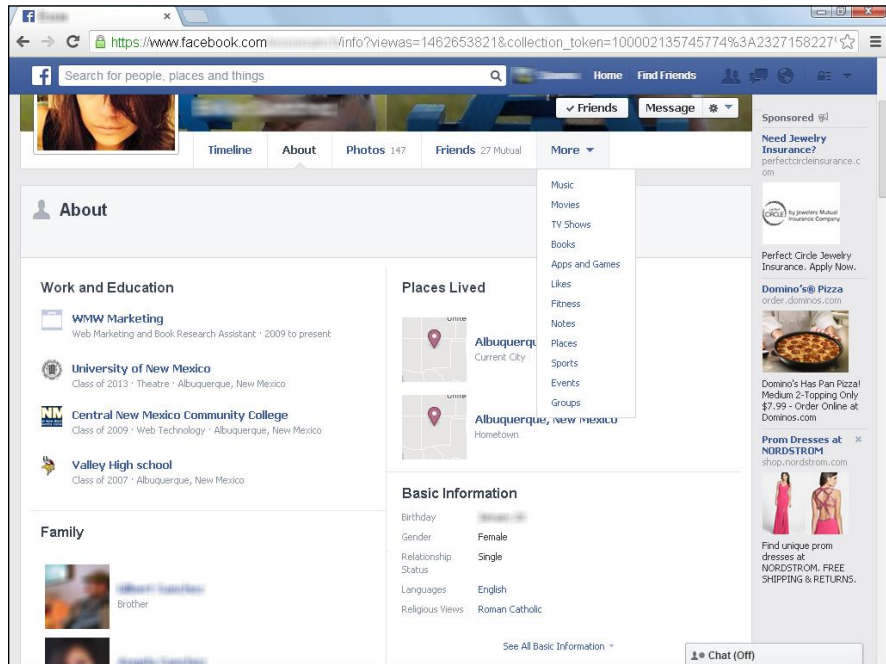 https://www.facebook.com
/info?viewas=1462653821&collection_token=100002135745774%3A2327158227
Search for people, places and things
Home
Find Friends
Friends
Message
Timeline
About
Photos 147
Friends 27 Mutual
More
Music
Movies
TV Shows
Books
Apps and Games
Likes
Fitness
Notes
Places
Sports
Events
Groups
About
Work and Education
WMW Marketing
Web Marketing and Book Research Assistant · 2009 to present
University of New Mexico
Class of 2013 · Theatre · Albuquerque, New Mexico
Central New Mexico Community College
Class of 2009 · Web Technology · Albuquerque, New Mexico
Valley High school
Class of 2007 · Albuquerque, New Mexico
Family
Brother
Places Lived
Albuquerqu
Current City
Albuquerque, New Mexico
Hometown
Basic Information
Birthday
Gender Female
Relationship Status Single
Languages English
Religious Views Roman Catholic
See All Basic Information
Sponsored
Need Jewelry
Insurance?
perfectcircleinsurance.c
om
CIRCLE by Jewelers Mutual
Insurance Company
Perfect Circle Jewelry
Insurance. Apply Now.
Domino's® Pizza
order.dominos.com
Domino's Has Pan Pizza!
Medium 2-Topping Only
$7.99 - Order Online at
Dominos.com
Prom Dresses at
NORDSTROM
shop.nordstrom.com
Find unique prom
dresses at
NORDSTROM. FREE
SHIPPING & RETURNS.
Chat (Off)